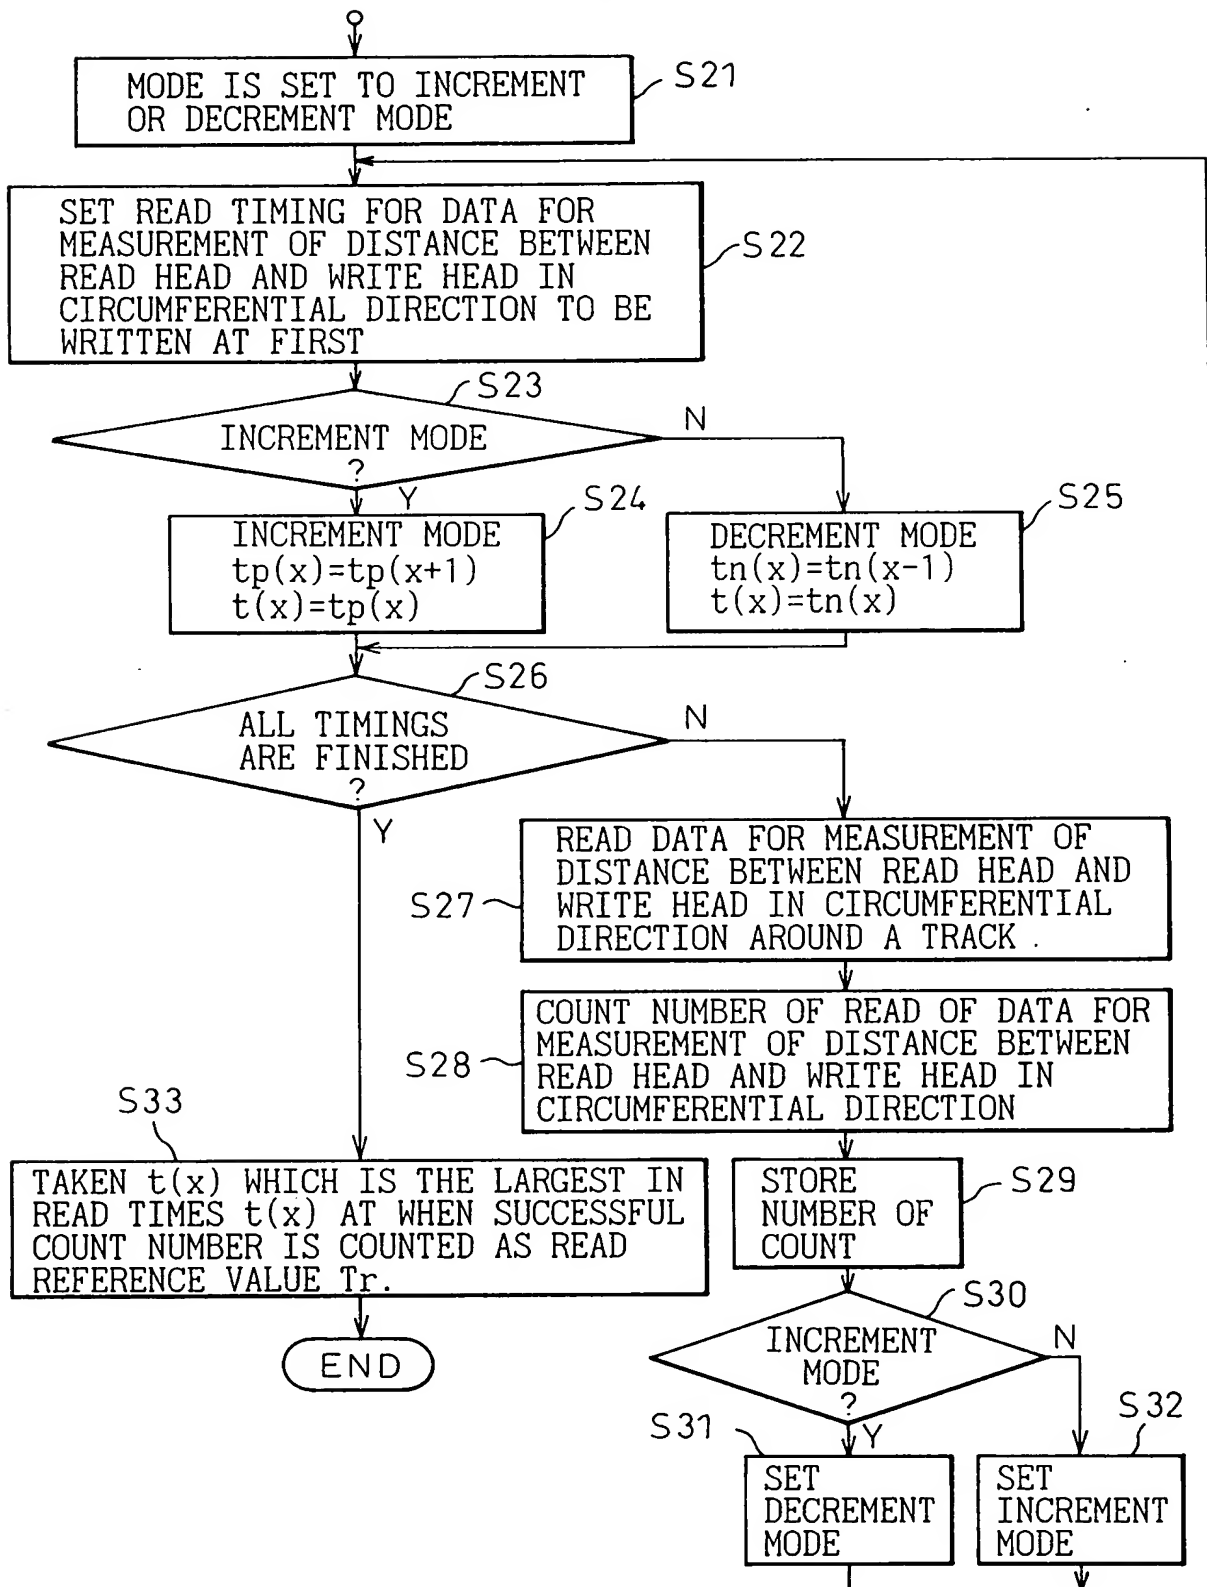 MODE IS SET TO INCREMENT
OR DECREMENT MODE
S21
SET READ TIMING FOR DATA FOR
MEASUREMENT OF DISTANCE BETWEEN
READ HEAD AND WRITE HEAD IN
CIRCUMFERENTIAL DIRECTION TO BE
WRITTEN AT FIRST
S22
S23
INCREMENT MODE
?
N
Y
S24
INCREMENT MODE
tp(x)=tp(x+1)
t(x)=tp(x)
S25
DECREMENT MODE
tn(x)=tn(x-1)
t(x)=tn(x)
S26
ALL TIMINGS
ARE FINISHED
?
N
Y
S27
READ DATA FOR MEASUREMENT OF
DISTANCE BETWEEN READ HEAD AND
WRITE HEAD IN CIRCUMFERENTIAL
DIRECTION AROUND A TRACK .
S28
COUNT NUMBER OF READ OF DATA FOR
MEASUREMENT OF DISTANCE BETWEEN
READ HEAD AND WRITE HEAD IN
CIRCUMFERENTIAL DIRECTION
S33
TAKEN t(x) WHICH IS THE LARGEST IN
READ TIMES t(x) AT WHEN SUCCESSFUL
COUNT NUMBER IS COUNTED AS READ
REFERENCE VALUE Tr.
END
STORE
NUMBER OF
COUNT
S29
S30
INCREMENT
MODE
?
N
Y
S31
SET
DECREMENT
MODE
S32
SET
INCREMENT
MODE